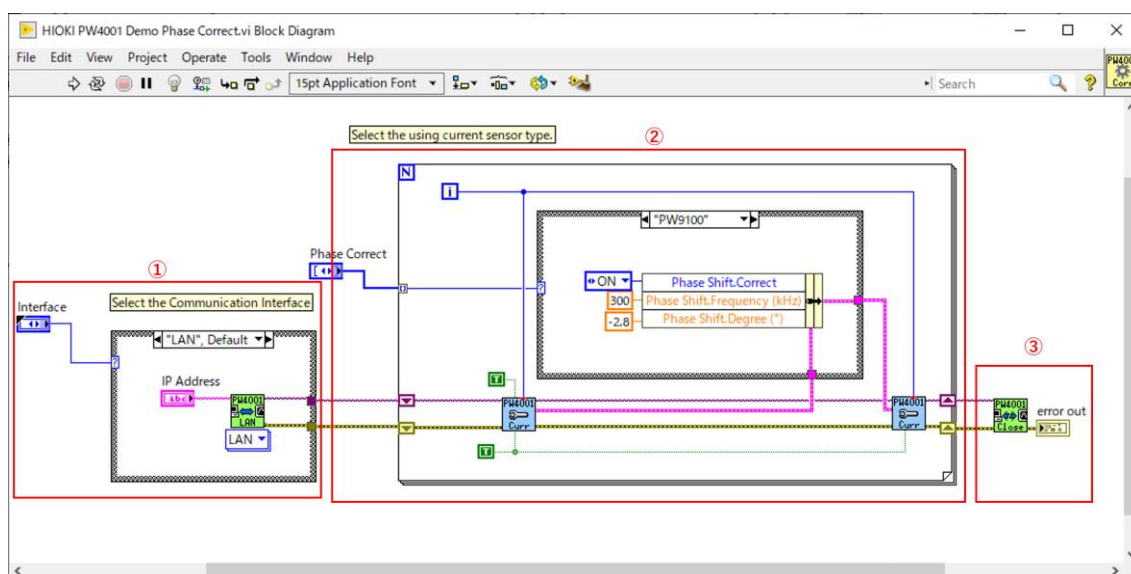 HIOKI PW4001 Demo Phase Correct.vi Block Diagram
File Edit View Project Operate Tools Window Help
15pt Application Font
Search
PW400
Corr
Select the using current sensor type.
②
N
i
"PW9100"
Phase Correct
①
ON Phase Shift.Correct
Interface
Select the Communication Interface
300 Phase Shift.Frequency (kHz)
-2.8 Phase Shift.Degree (°)
"LAN", Default
③
IP Address
T
abc
PW4001
LAN
PW4001
Curr
PW4001
Curr
PW4001
Close
error out
LAN
T